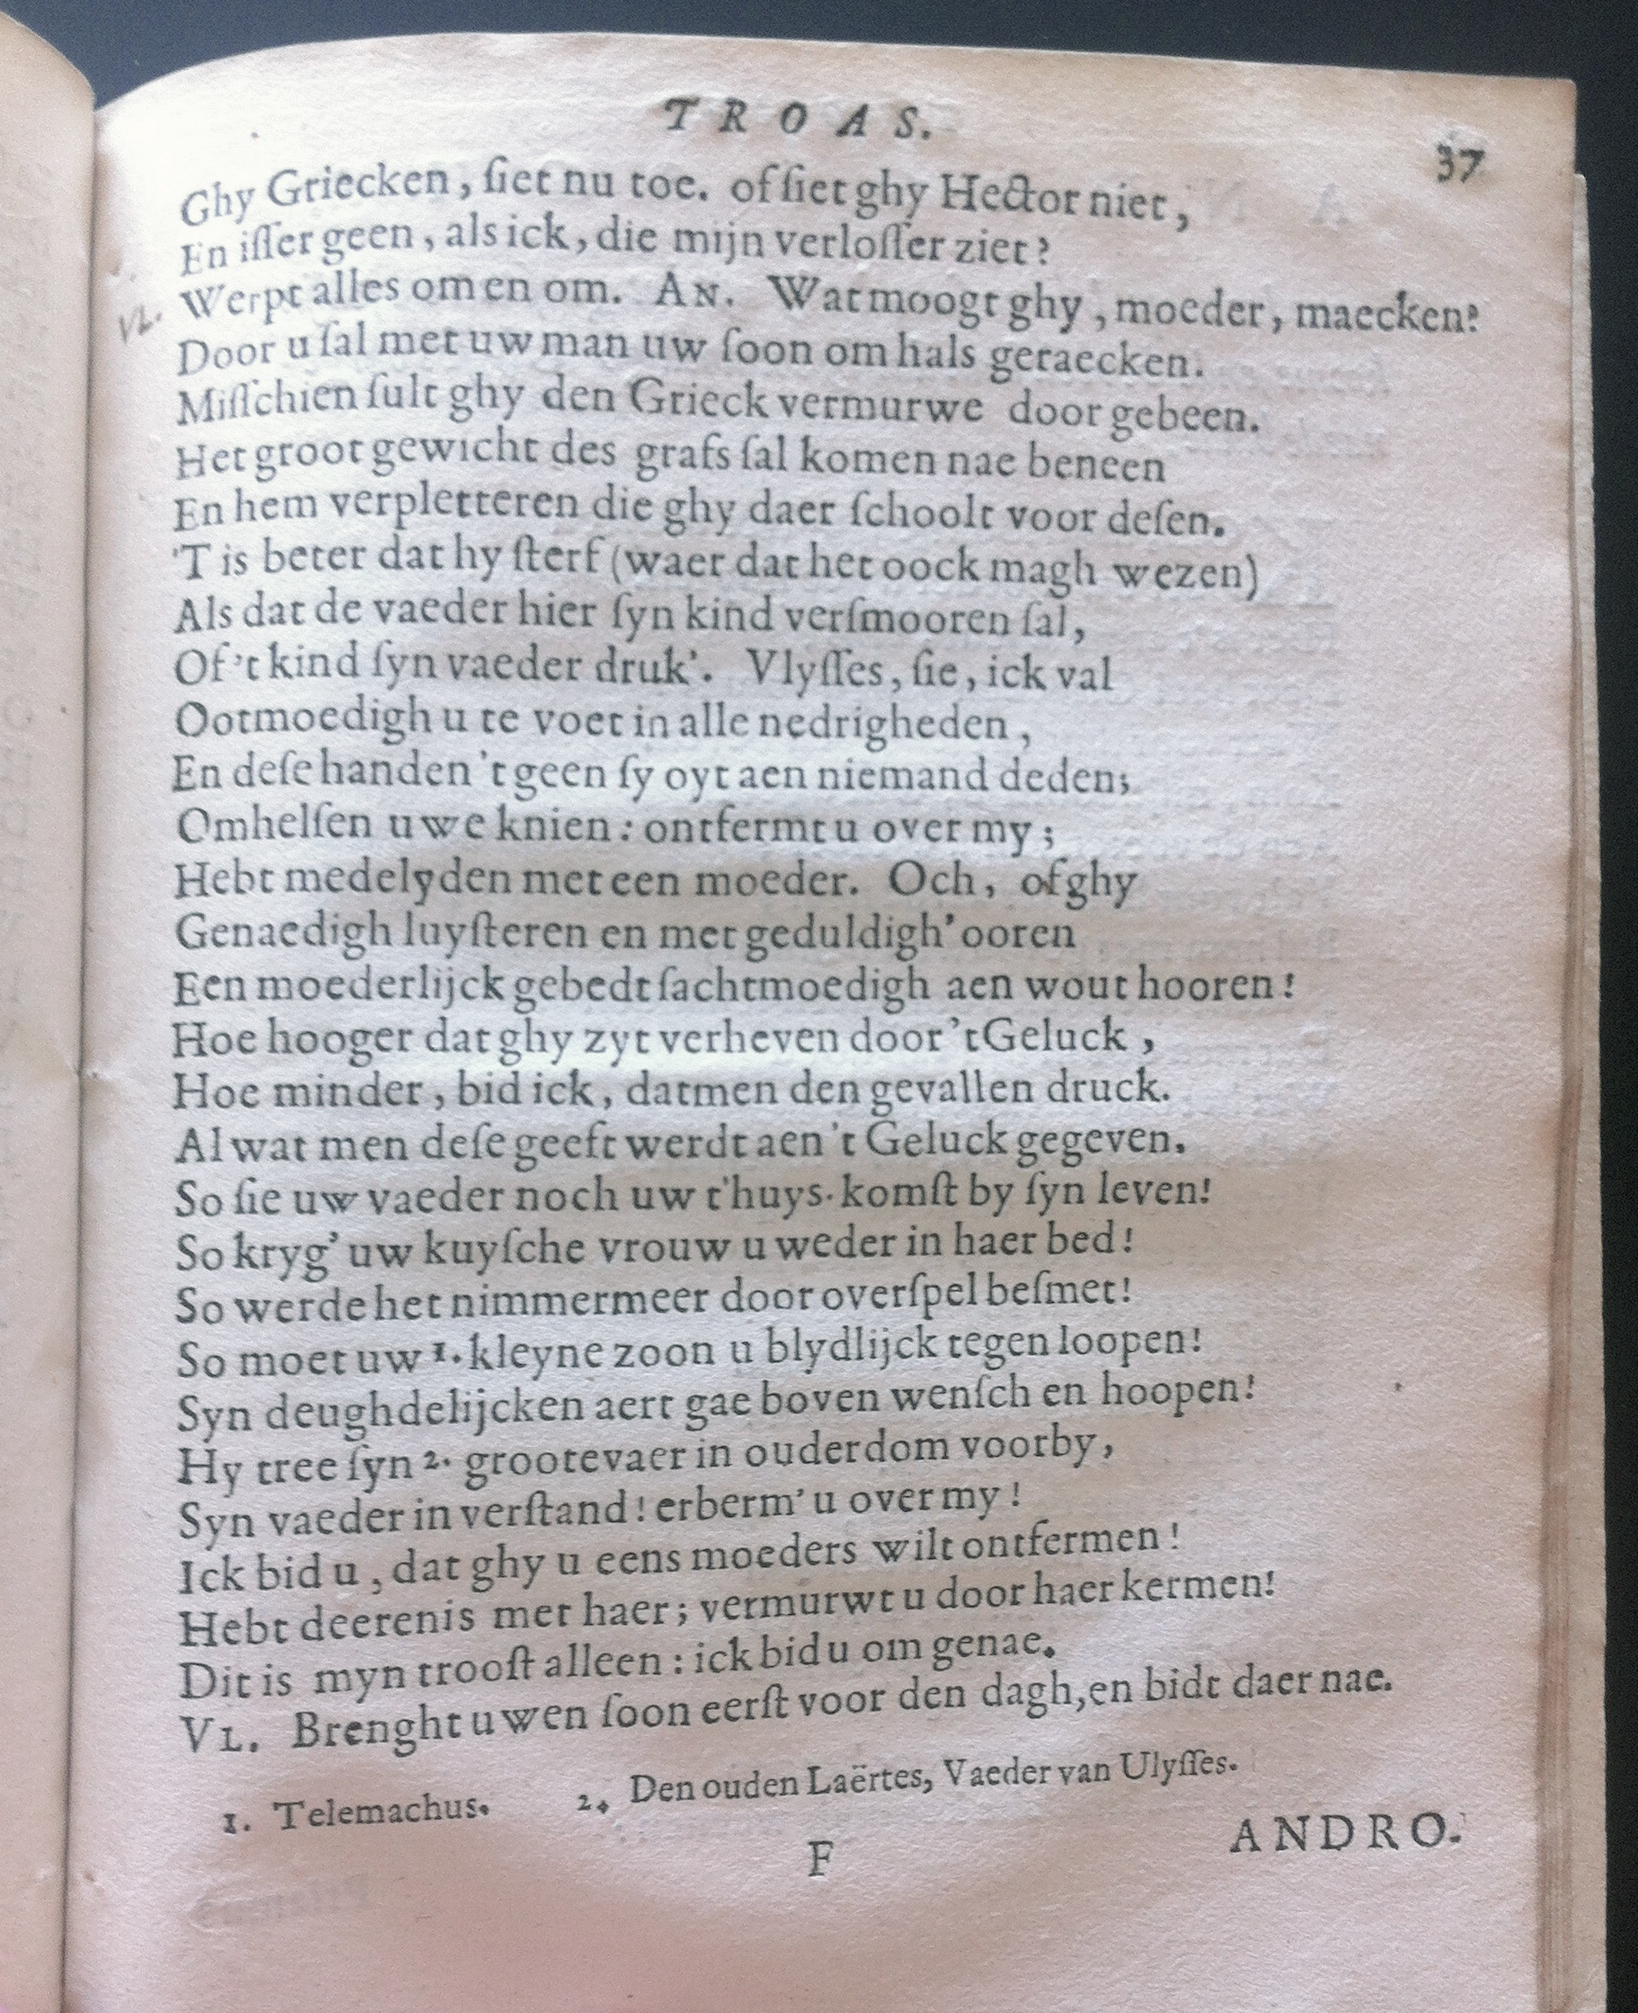 TROAS.
37
Ghy Griecken, ſiet nu toe. of ſiet ghy Hector niet,
En iſſer geen, als ick, die mijn verloſſer ziet?
VL. Werpt alles om en om. AN. Wat moogt ghy, moeder, maecken?
Door u ſal met uw man uw ſoon om hals geraecken.
Miſſchien ſult ghy den Grieck vermurwe door gebeen.
Het groot gewicht des grafs ſal komen nae beneen
En hem verpletteren die ghy daer ſchoolt voor deſen.
'T is beter dat hy ſterf (waer dat het oock magh wezen)
Als dat de vaeder hier ſyn kind verſmooren ſal,
Of 't kind ſyn vaeder druk'. Vlyſſes, ſie, ick val
Ootmoedigh u te voet in alle nedrigheden,
En deſe handen 't geen ſy oyt aen niemand deden;
Omhelſen uwe knien: ontfermt u over my;
Hebt medelyden met een moeder. Och, of ghy
Genaedigh luyſteren en met geduldigh' ooren
Een moederlijck gebedt ſachtmoedigh aen wout hooren!
Hoe hooger dat ghy zyt verheven door 't Geluck,
Hoe minder, bid ick, datmen den gevallen druck.
Al wat men deſe geeft werdt aen 't Geluck gegeven.
So ſie uw vaeder noch uw t'huys-komſt by ſyn leven!
So kryg' uw kuyſche vrouw u weder in haer bed!
So werde het nimmermeer door overſpel beſmet!
So moet uw 1. kleyne zoon u blydlijck tegen loopen!
Syn deughdelijcken aert gae boven wenſch en hoopen!
Hy tree ſyn 2. grootevaer in ouderdom voorby,
Syn vaeder in verſtand! erberm' u over my!
Ick bid u, dat ghy u eens moeders wilt ontfermen!
Hebt deerenis met haer; vermurwt u door haer kermen!
Dit is myn trooſt alleen: ick bid u om genae.
VL. Brenght uwen ſoon eerſt voor den dagh, en bidt daer nae.
1. Telemachus. 2. Den ouden Laërtes, Vaeder van Ulyſſes.
F
ANDRO.